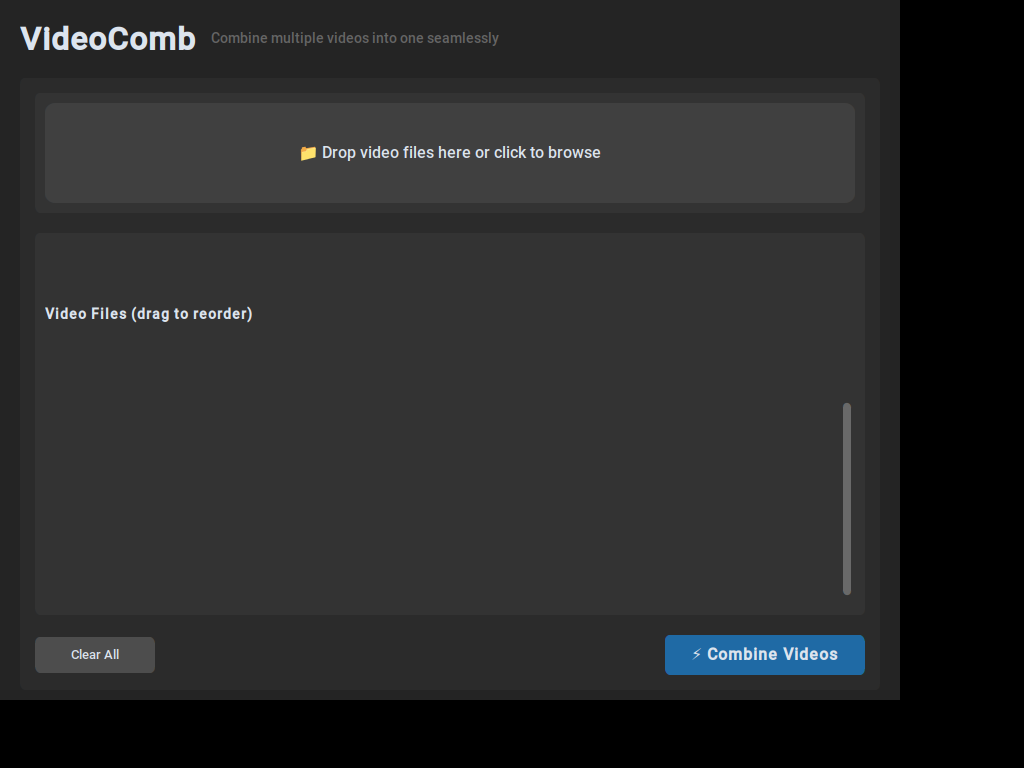 VideoComb Combine multiple videos into one seamlessly
📁 Drop video files here or click to browse
Video Files (drag to reorder)
Clear All
⚡ Combine Videos